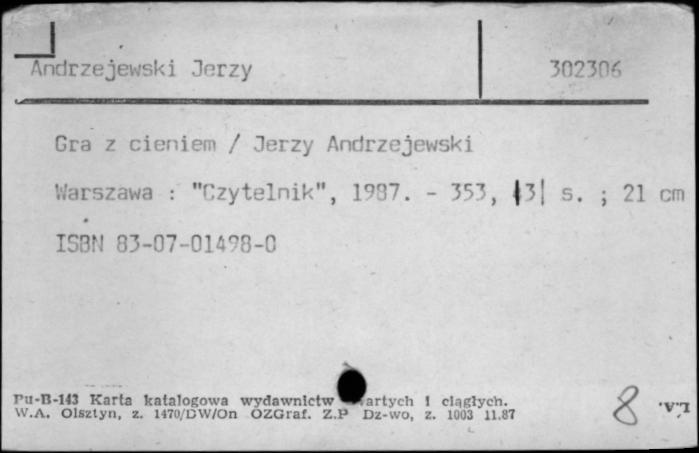 Andrzejewski Jerzy 302306
Gra z cieniem / Jerzy Andrzejewski
Warszawa : "Czytelnik", 1987. - 353, |3| s. ; 21 cm
ISBN 83-07-01498-0
Pu-B-143 Karta katalogowa wydawnictw artych i ciągłych.
W.A. Olsztyn, z. 1470/DW/On OZGraf. Z.P Dz-wo, z. 1003 11.87
8